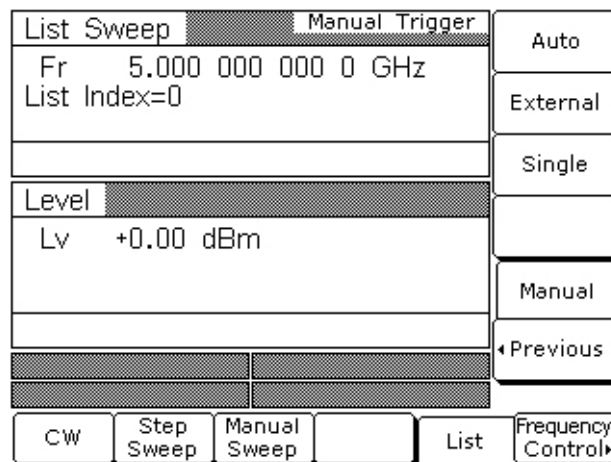 List Sweep
Manual Trigger
Fr 5.000 000 000 0 GHz
List Index=0
Level
Lv +0.00 dBm
Auto
External
Single
Manual
Previous
CW
Step
Sweep
Manual
Sweep
List
Frequency
Control